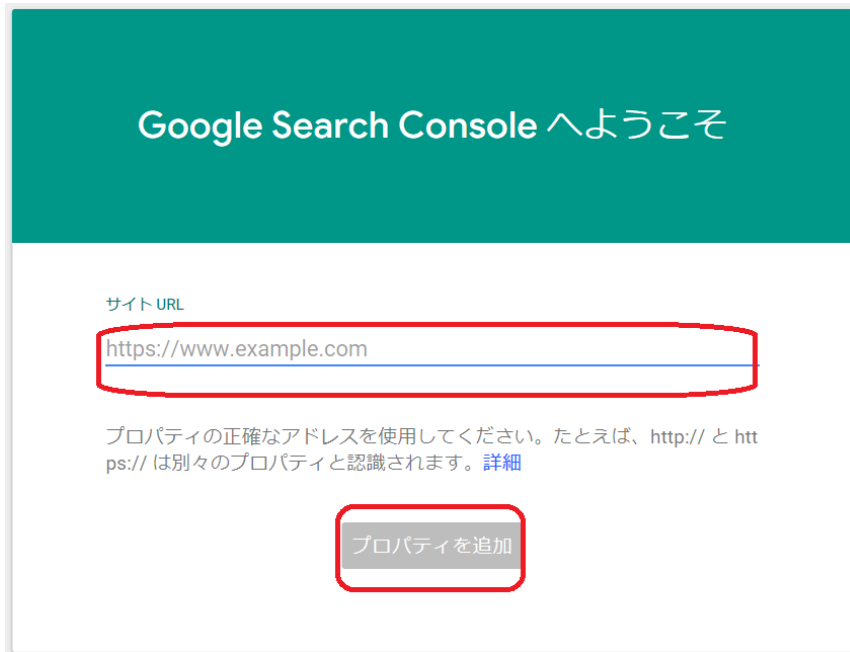 Google Search Console へようこそ
サイト URL
https://www.example.com
プロパティの正確なアドレスを使用してください。たとえば、http:// と htt
ps:// は別々のプロパティと認識されます。詳細
プロパティを追加